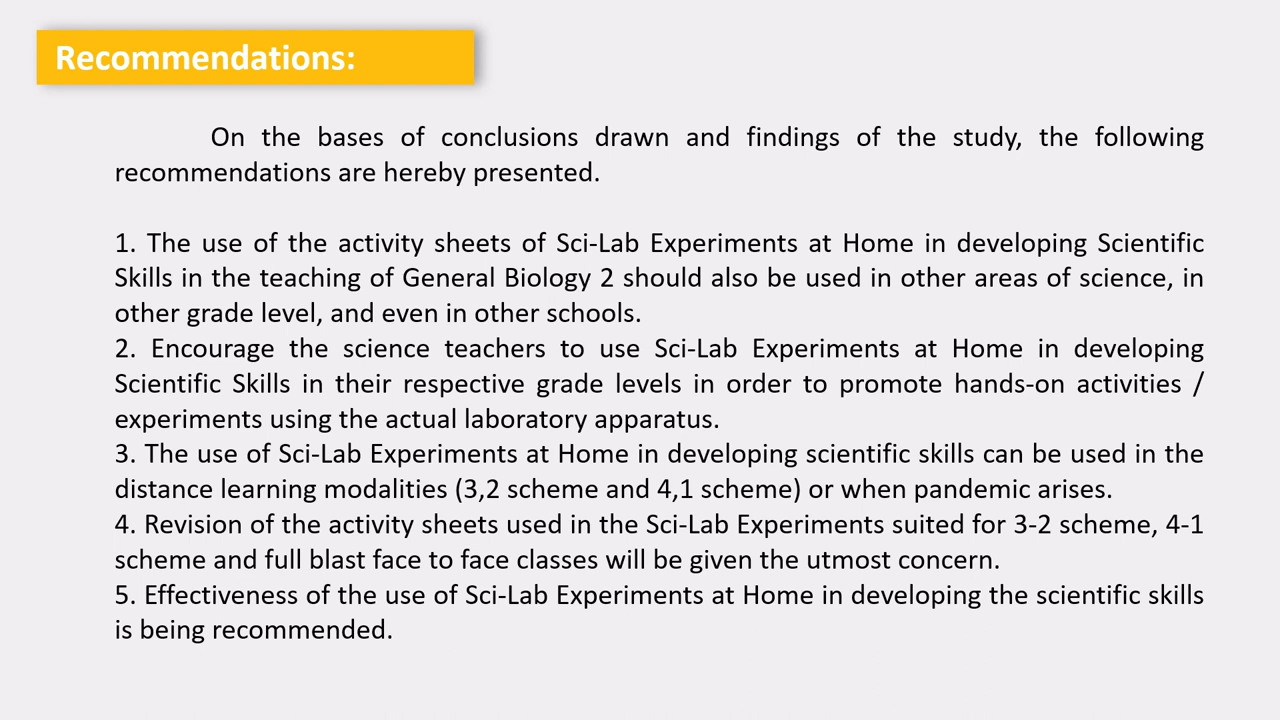 Recommendations:
On the bases of conclusions drawn and findings of the study, the following
recommendations are hereby presented.
1. The use of the activity sheets of Sci-Lab Experiments at Home in developing Scientific
Skills in the teaching of General Biology 2 should also be used in other areas of science, in
other grade level, and even in other schools.
2. Encourage the science teachers to use Sci-Lab Experiments at Home in developing
Scientific Skills in their respective grade levels in order to promote hands-on activities /
experiments using the actual laboratory apparatus.
3. The use of Sci-Lab Experiments at Home in developing scientific skills can be used in the
distance learning modalities (3,2 scheme and 4,1 scheme) or when pandemic arises.
4. Revision of the activity sheets used in the Sci-Lab Experiments suited for 3-2 scheme, 4-1
scheme and full blast face to face classes will be given the utmost concern.
5. Effectiveness of the use of Sci-Lab Experiments at Home in developing the scientific skills
is being recommended.